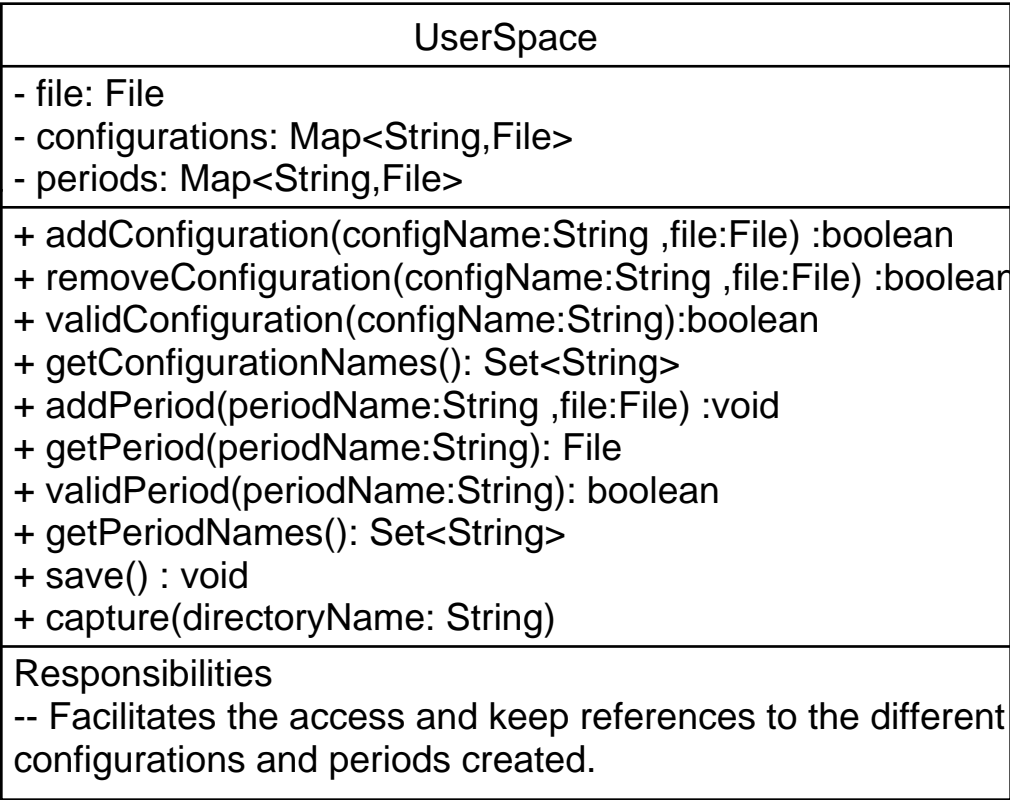 UserSpace
- file: File
- configurations: Map<String,File>
- periods: Map<String,File>
+ addConfiguration(configName:String ,file:File) :boolean
+ removeConfiguration(configName:String ,file:File) :boolean
+ validConfiguration(configName:String):boolean
+ getConfigurationNames(): Set<String>
+ addPeriod(periodName:String ,file:File) :void
+ getPeriod(periodName:String): File
+ validPeriod(periodName:String): boolean
+ getPeriodNames(): Set<String>
+ save() : void
+ capture(directoryName: String)
Responsibilities
-- Facilitates the access and keep references to the different
configurations and periods created.